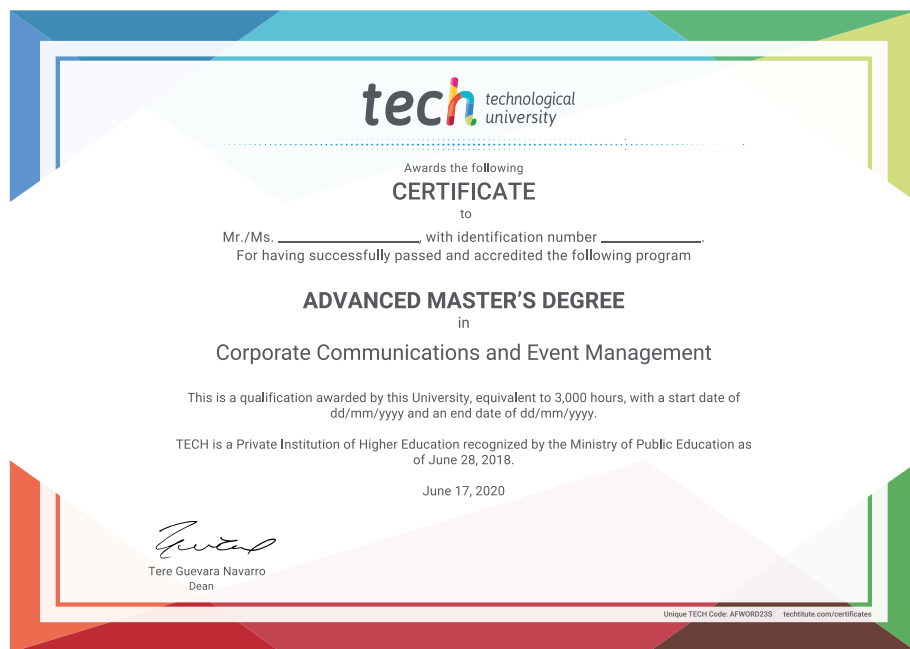 tech technological
university
Awards the following
CERTIFICATE
to
Mr./Ms. ________________, with identification number ____________.
For having successfully passed and accredited the following program
ADVANCED MASTER'S DEGREE
in
Corporate Communications and Event Management
This is a qualification awarded by this University, equivalent to 3,000 hours, with a start date of
dd/mm/yyyy and an end date of dd/mm/yyyy.
TECH is a Private Institution of Higher Education recognized by the Ministry of Public Education as
of June 28, 2018.
June 17, 2020
Tere Guevara Navarro
Dean
Unique TECH Code: AFWORD23S techtitute.com/certificates